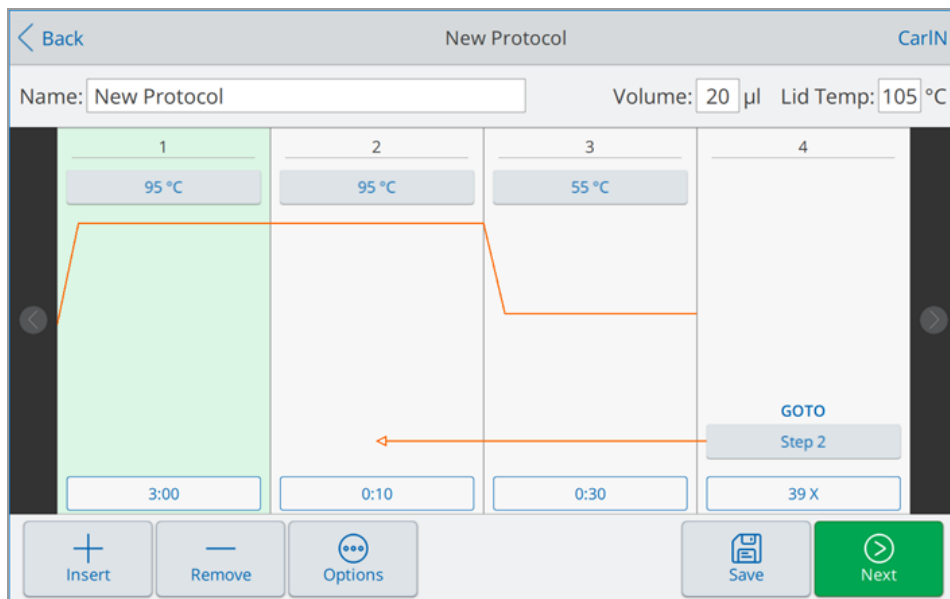 Back New Protocol CarlN
Name: New Protocol Volume: 20 µl Lid Temp: 105 °C
1 2 3 4
95 °C 95 °C 55 °C
GOTO
Step 2
3:00 0:10 0:30 39 X
Insert Remove Options Save Next